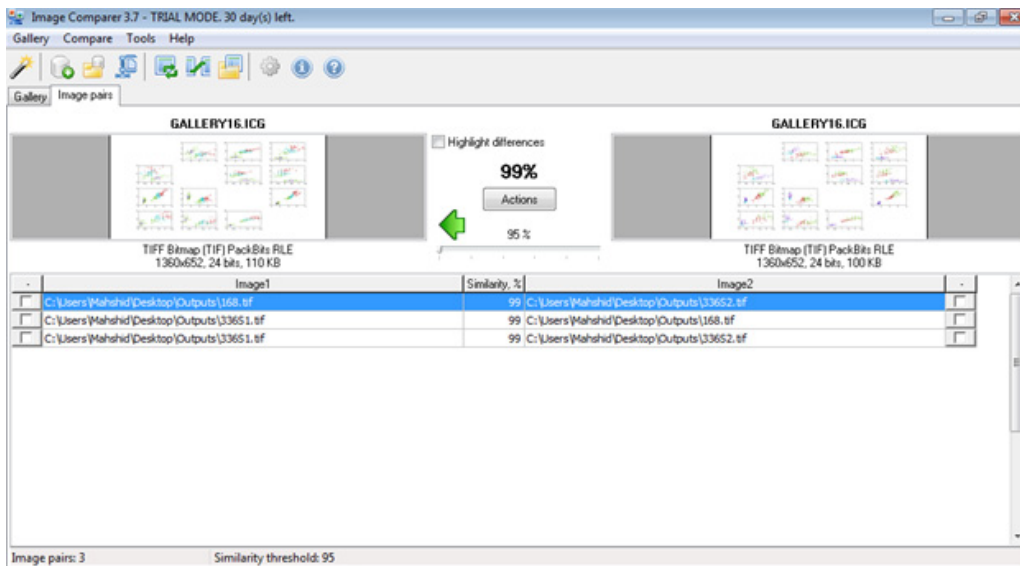 Image Comparer 3.7 - TRIAL MODE. 30 day(s) left.
Gallery Compare Tools Help
Gallery Image pairs
GALLERY16.ICG
Highlight differences
99%
Actions
95 %
TIFF Bitmap (TIF) PackBits RLE
1360x652, 24 bits, 110 KB
GALLERY16.ICG
TIFF Bitmap (TIF) PackBits RLE
1360x652, 24 bits, 100 KB
- Image1 Similarity, % Image2 -
C:\Users\Mahshid\Desktop\Outputs\168.tif 99 C:\Users\Mahshid\Desktop\Outputs\336S2.tif
C:\Users\Mahshid\Desktop\Outputs\336S1.tif 99 C:\Users\Mahshid\Desktop\Outputs\168.tif
C:\Users\Mahshid\Desktop\Outputs\336S1.tif 99 C:\Users\Mahshid\Desktop\Outputs\336S2.tif
Image pairs: 3 Similarity threshold: 95